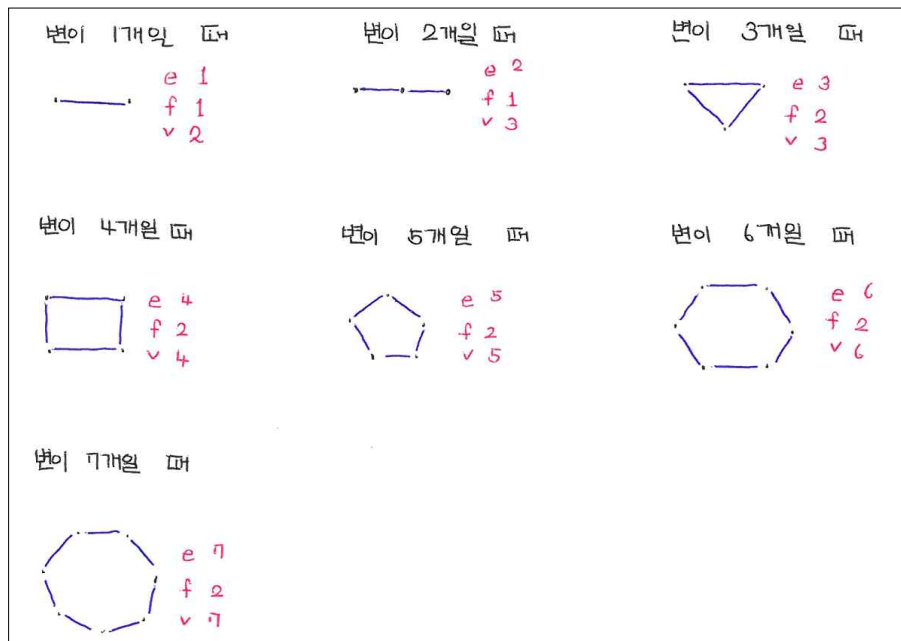 변이 1개일 때
e 1
f 1
v 2
변이 2개일 때
e 2
f 1
v 3
변이 3개일 때
e 3
f 2
v 3
변이 4개일 때
e 4
f 2
v 4
변이 5개일 때
e 5
f 2
v 5
변이 6개일 때
e 6
f 2
v 6
변이 7개일 때
e 7
f 2
v 7